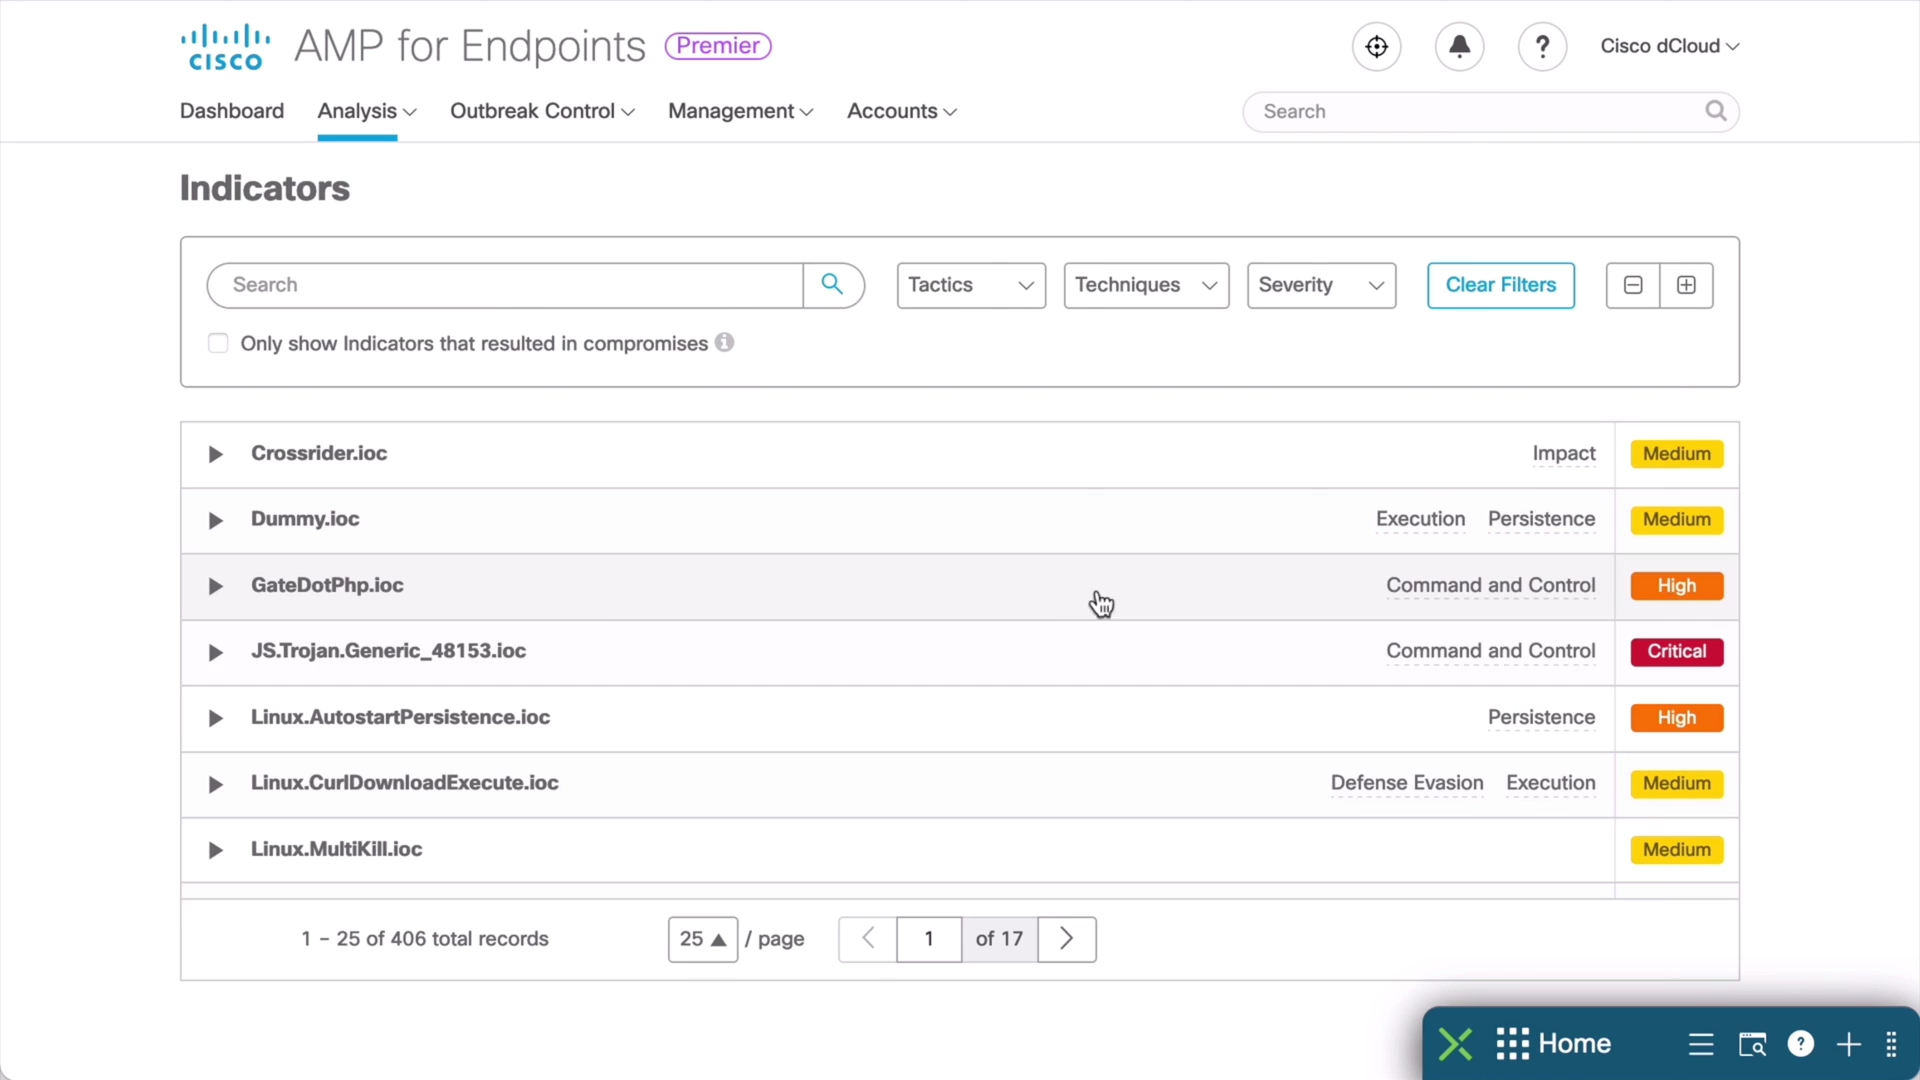 CISCO AMP for Endpoints Premier Cisco dCloud
Dashboard Analysis Outbreak Control Management Accounts Search
Indicators
Search Tactics Techniques Severity Clear Filters
Only show Indicators that resulted in compromises
Crossrider.ioc Impact Medium
Dummy.ioc Execution Persistence Medium
GateDotPhp.ioc Command and Control High
JS.Trojan.Generic_48153.ioc Command and Control Critical
Linux.AutostartPersistence.ioc Persistence High
Linux.CurlDownloadExecute.ioc Defense Evasion Execution Medium
Linux.MultiKill.ioc Medium
1 – 25 of 406 total records 25 / page 1 of 17
Home